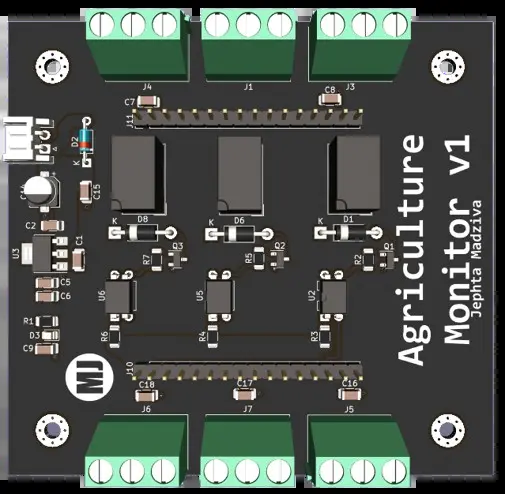 J4
J1
J3
C7
C8
J11
D2
K
C15
C2
U3
C1
C5
C6
R1
D3
C9
K
D8
K
D6
K
D1
R7
Q3
R5
Q2
R2
Q1
U6
U5
U2
R6
R4
R3
J10
MJ
C18
C17
C16
J6
J7
J5
Agriculture
Monitor v1
Jephta Madziva